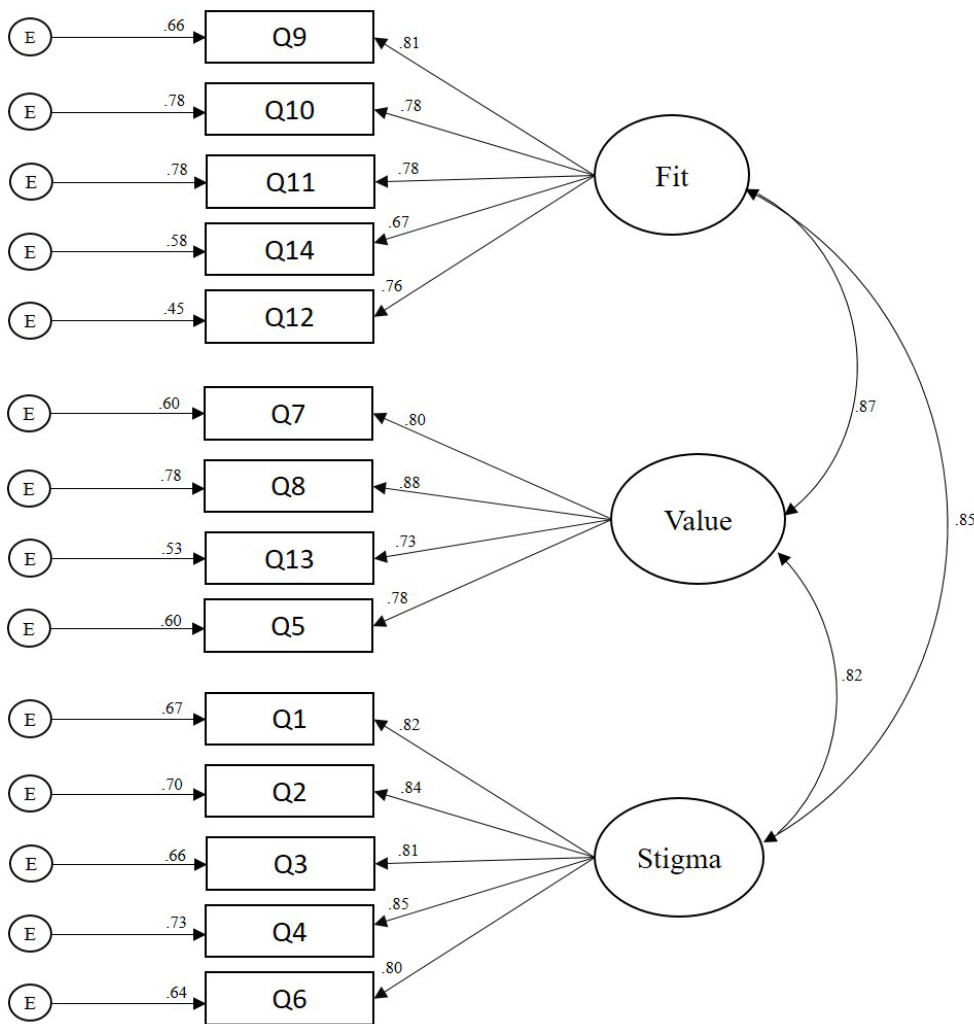 E .66 Q9 .81
E .78 Q10 .78
E .78 Q11 .78
Fit
E .58 Q14 .67
E .45 Q12 .76
.87
E .60 Q7 .80
E .78 Q8 .88
Value
.85
E .53 Q13 .73
E .60 Q5 .78
.82
E .67 Q1 .82
E .70 Q2 .84
E .66 Q3 .81
Stigma
E .73 Q4 .85
E .64 Q6 .80